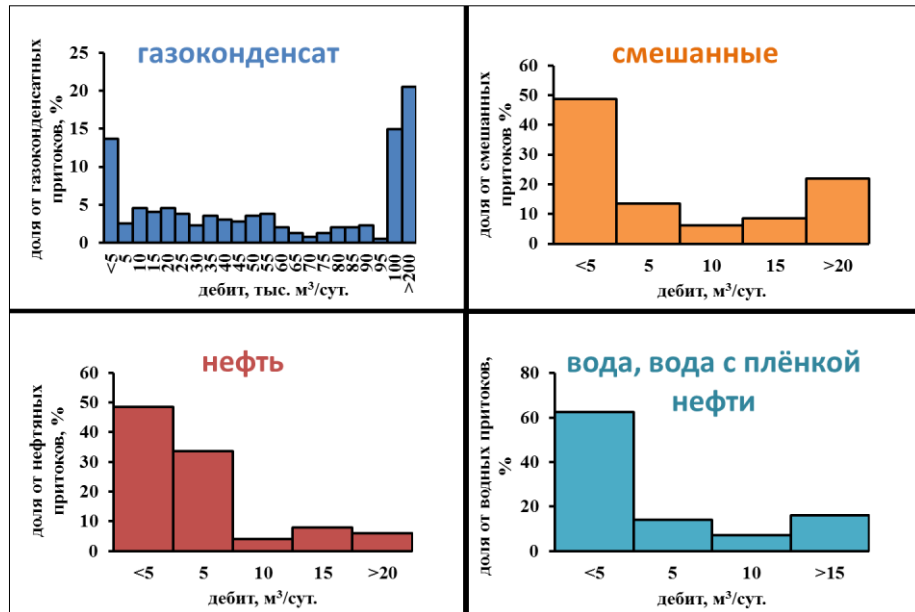 газоконденсат
доля от газоконденсатных
притоков, %
25
20
15
10
5
0
<5
5
10
15
20
25
30
35
40
45
50
55
60
65
70
75
80
85
90
95
100
>200
дебит, тыс. м³/сут.
смешанные
доля от смешанных
притоков %
60
50
40
30
20
10
0
<5 5 10 15 >20
дебит, м³/сут.
нефть
доля от нефтяных
притоков, %
60
50
40
30
20
10
0
<5 5 10 15 >20
дебит, м³/сут.
вода, вода с плёнкой
нефти
доля от водных притоков,
%
80
60
40
20
0
<5 5 10 >15
дебит, м³/сут.